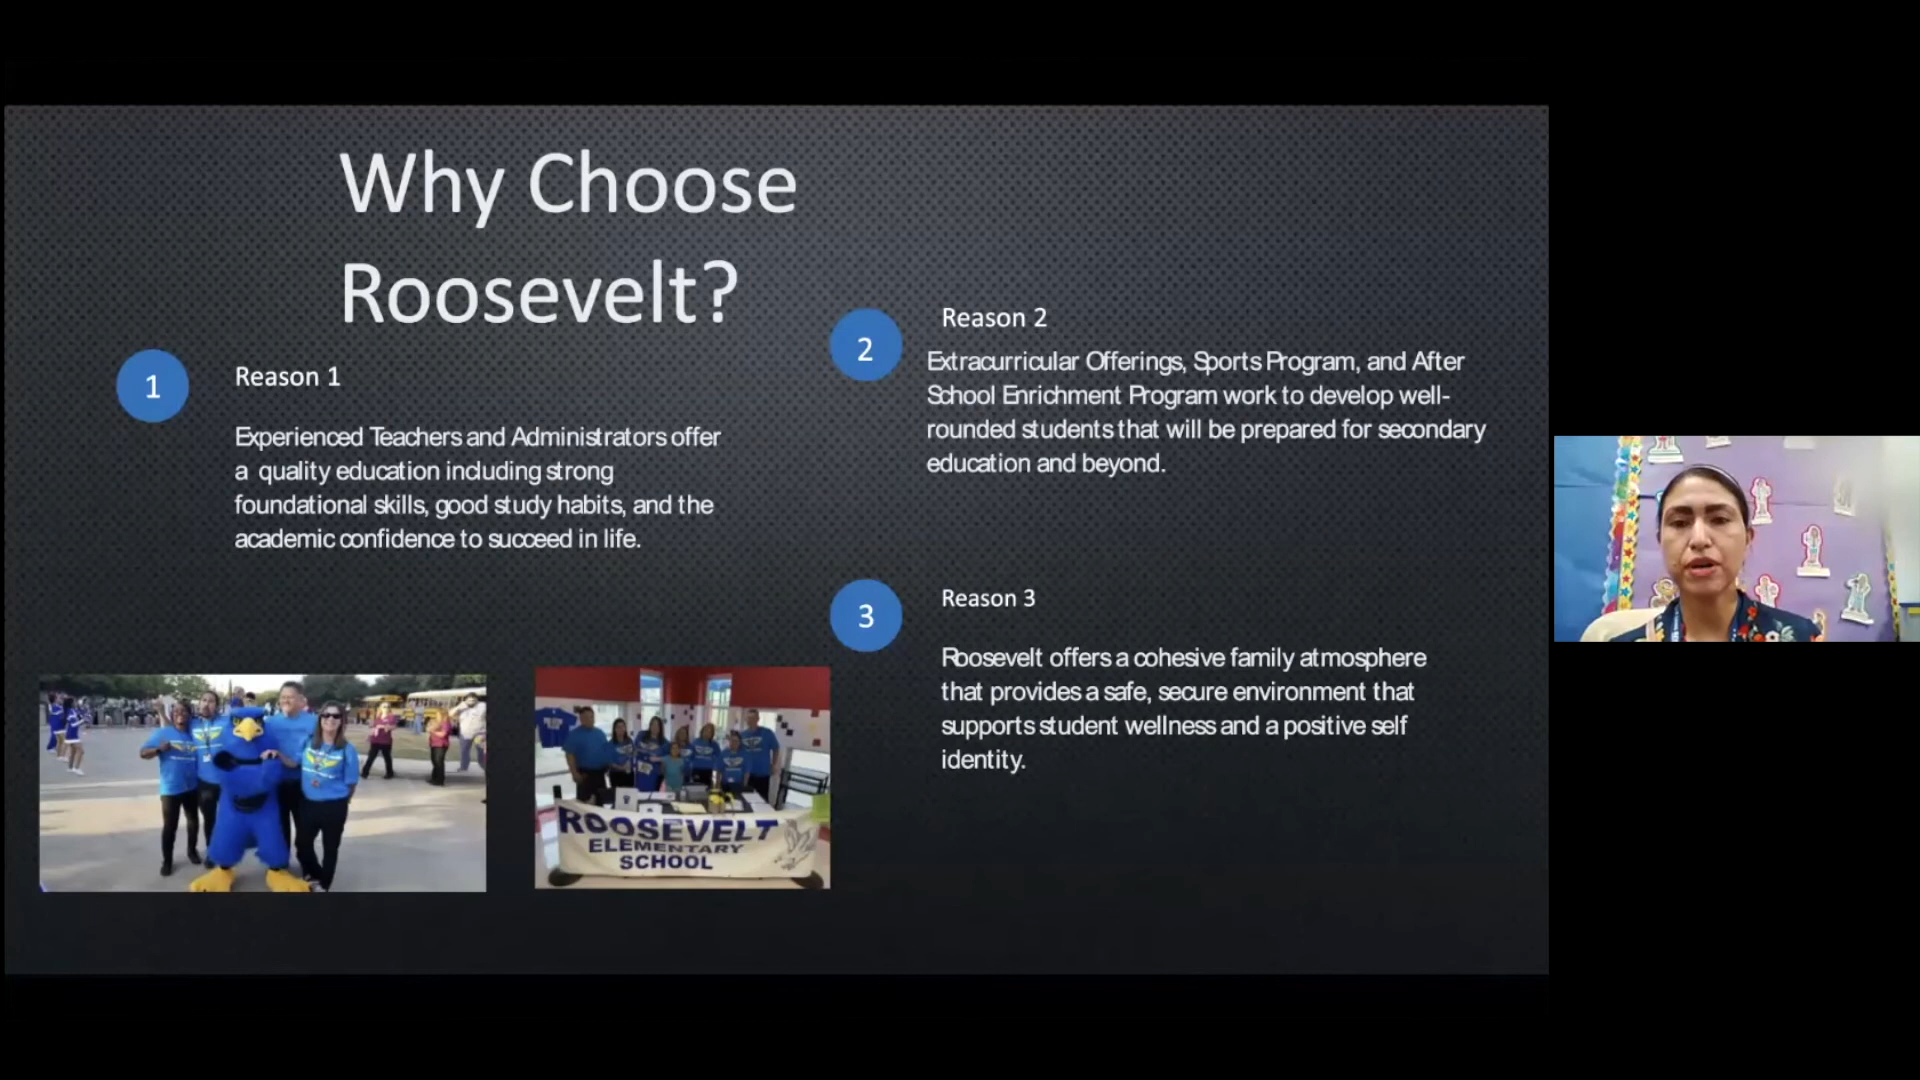 Why Choose
Roosevelt?
1
Reason 1
Experienced Teachers and Administrators offer
a quality education including strong
foundational skills, good study habits, and the
academic confidence to succeed in life.
2
Reason 2
Extracurricular Offerings, Sports Program, and After
School Enrichment Program work to develop well-
rounded students that will be prepared for secondary
education and beyond.
3
Reason 3
Roosevelt offers a cohesive family atmosphere
that provides a safe, secure environment that
supports student wellness and a positive self
identity.
ROOSEVELT
ELEMENTARY
SCHOOL